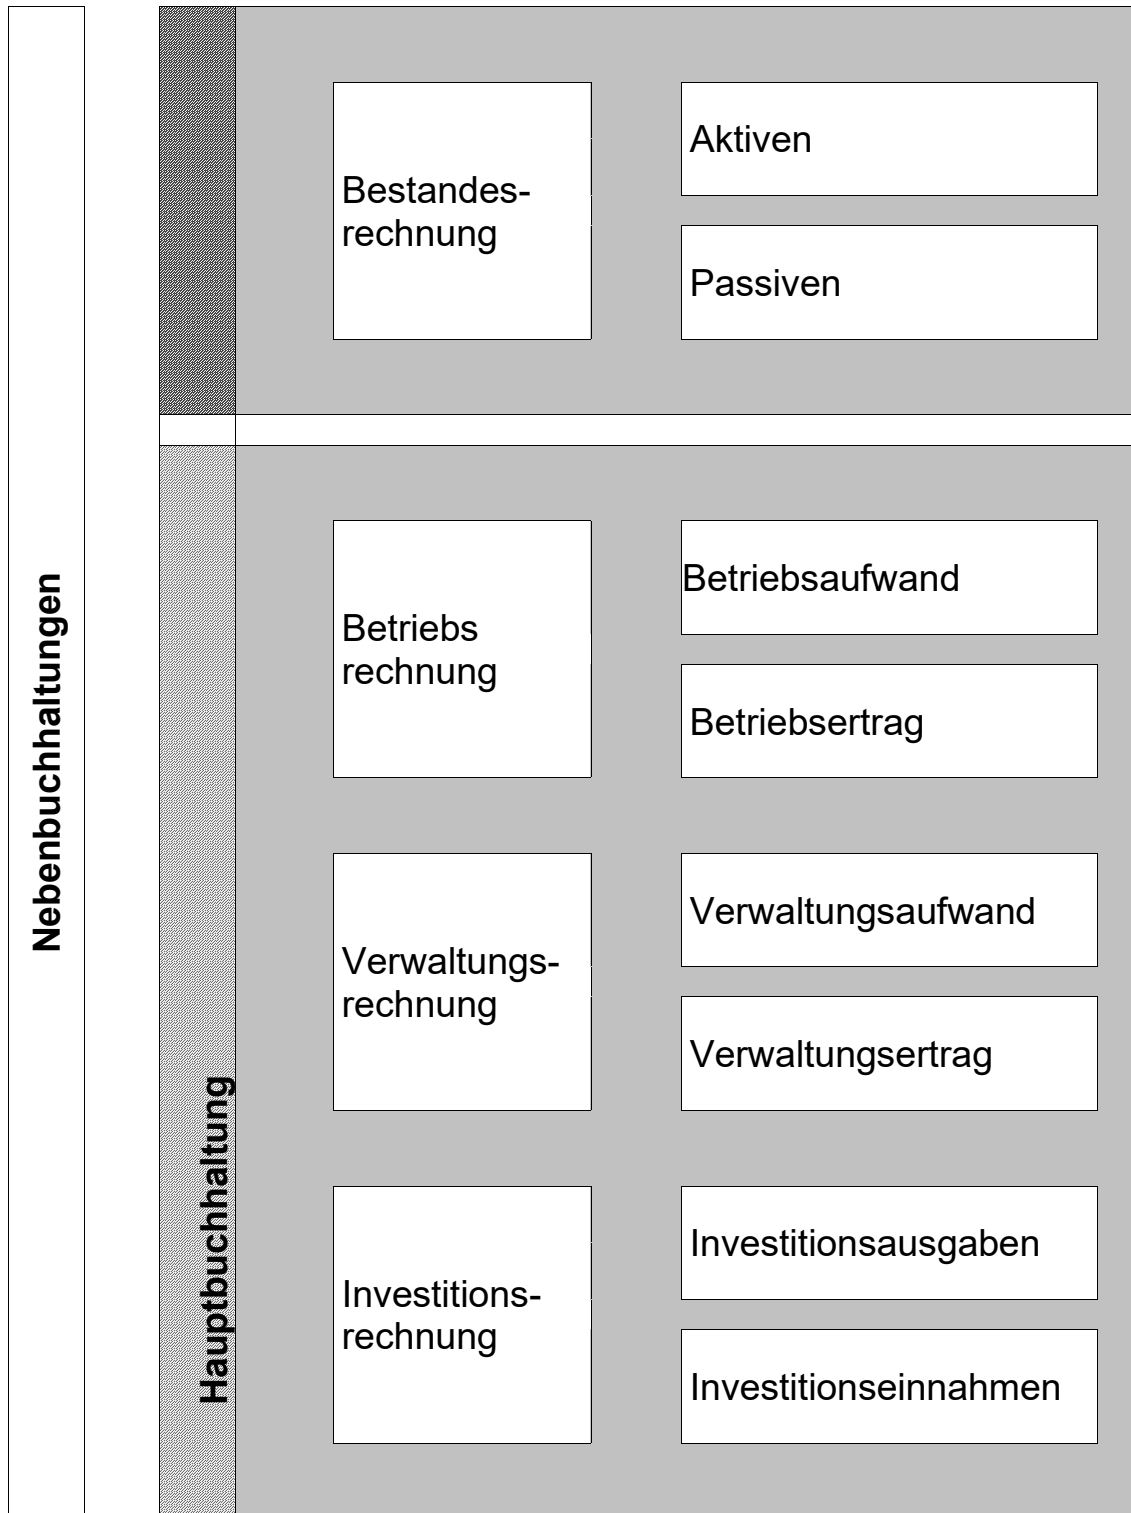 Nebenbuchhaltungen
Hauptbuchhaltung
Bestandes-
rechnung
Aktiven
Passiven
Betriebs
rechnung
Betriebsaufwand
Betriebsertrag
Verwaltungs-
rechnung
Verwaltungsaufwand
Verwaltungsertrag
Investitions-
rechnung
Investitionsausgaben
Investitionseinnahmen